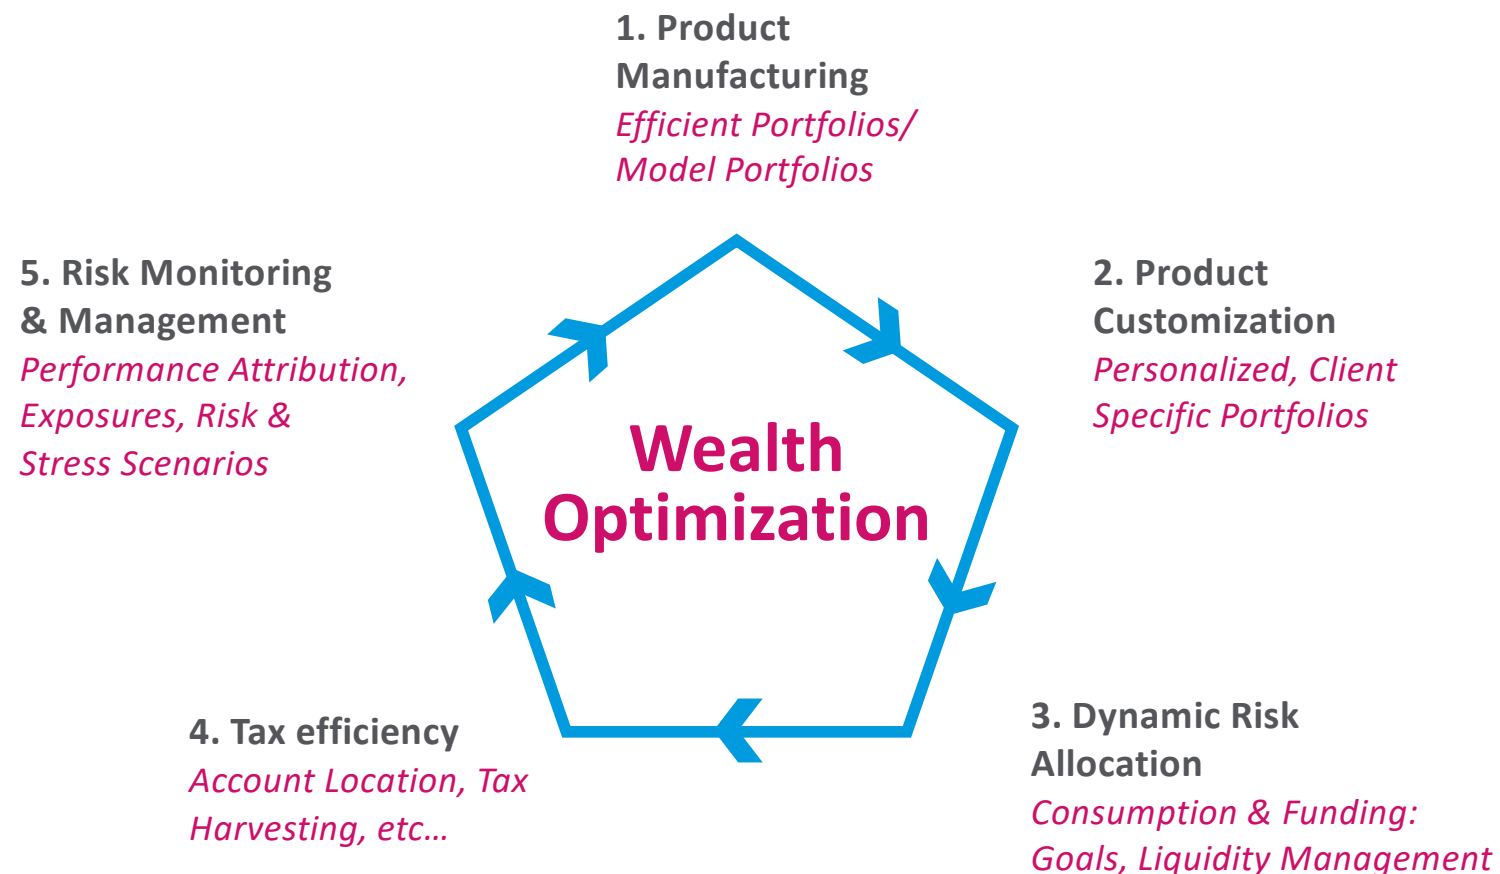 1. Product
Manufacturing
Efficient Portfolios/
Model Portfolios
2. Product
Customization
Personalized, Client
Specific Portfolios
3. Dynamic Risk
Allocation
Consumption & Funding:
Goals, Liquidity Management
4. Tax efficiency
Account Location, Tax
Harvesting, etc…
5. Risk Monitoring
& Management
Performance Attribution,
Exposures, Risk &
Stress Scenarios
Wealth
Optimization